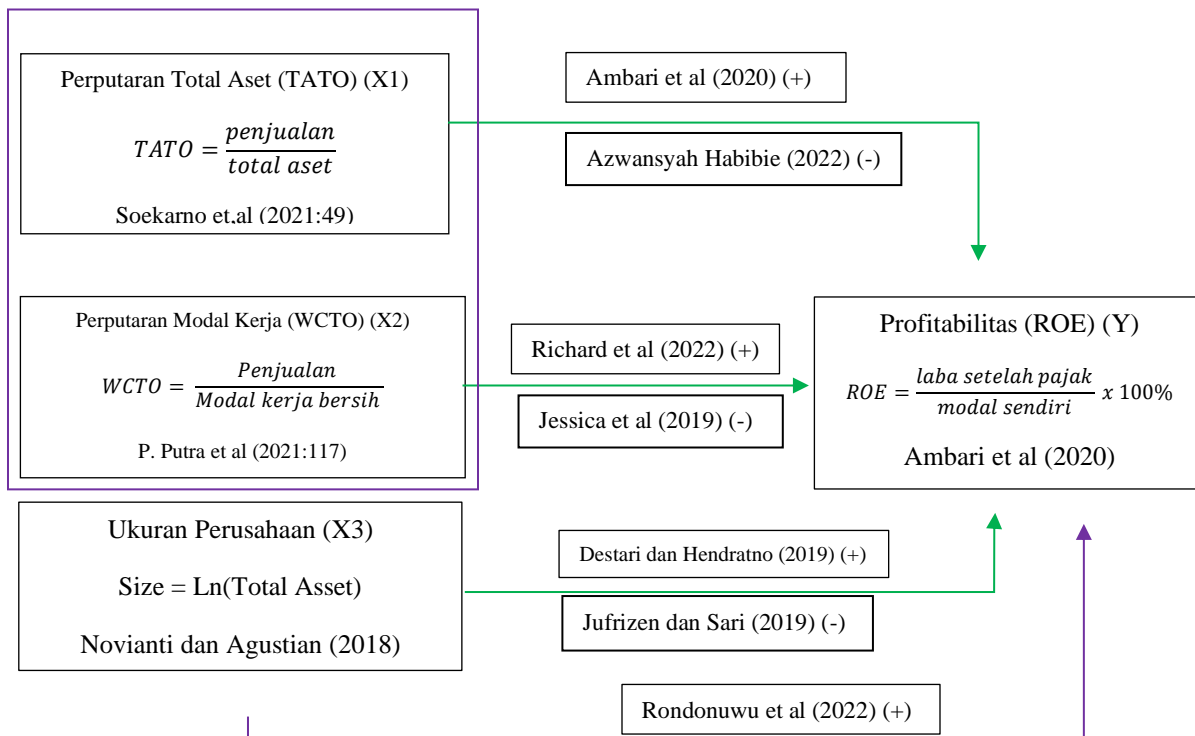 Perputaran Total Aset (TATO) (X1)
TATO = penjualan / total aset
Soekarno et.al (2021:49)
Ambari et al (2020) (+)
Azwansyah Habibie (2022) (-)
Perputaran Modal Kerja (WCTO) (X2)
WCTO = Penjualan / Modal kerja bersih
P. Putra et al (2021:117)
Richard et al (2022) (+)
Jessica et al (2019) (-)
Profitabilitas (ROE) (Y)
ROE = laba setelah pajak / modal sendiri x 100%
Ambari et al (2020)
Ukuran Perusahaan (X3)
Size = Ln(Total Asset)
Novianti dan Agustian (2018)
Destari dan Hendratno (2019) (+)
Jufrizen dan Sari (2019) (-)
Rondonuwu et al (2022) (+)